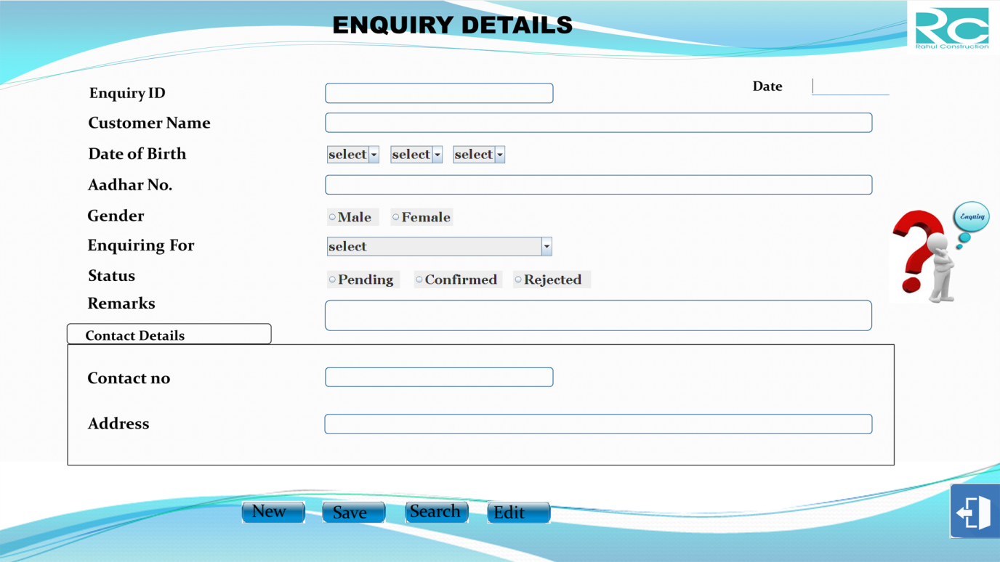 ENQUIRY DETAILS
RC
Rahul Construction
Enquiry ID
Date
Customer Name
Date of Birth
select select select
Aadhar No.
Gender
Male Female
Enquiry
Enquiring For
select
Status
Pending Confirmed Rejected
Remarks
Contact Details
Contact no
Address
New Save Search Edit